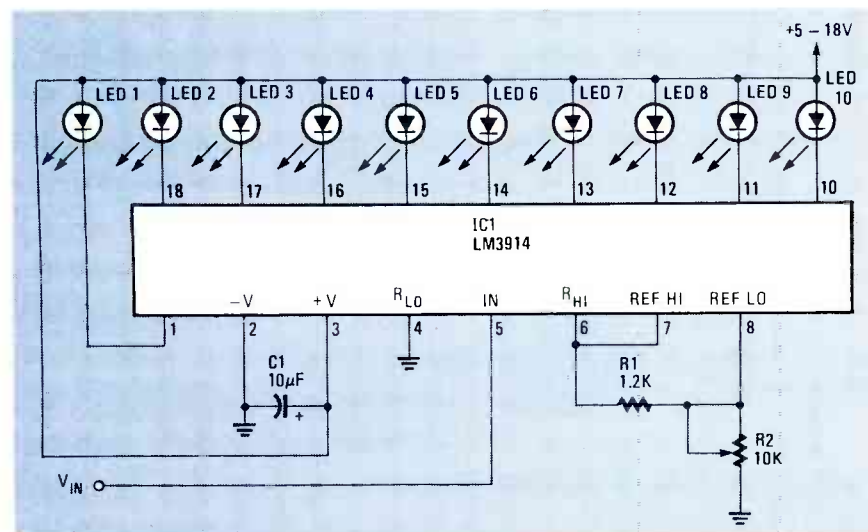 +5 – 18V
LED 1
LED 2
LED 3
LED 4
LED 5
LED 6
LED 7
LED 8
LED 9
LED
10
18
17
16
15
14
13
12
11
10
IC1
LM3914
–V
+V
RLO
IN
RHI
REF HI
REF LO
1
2
3
4
5
6
7
8
C1
10µF
+
R1
1.2K
R2
10K
VIN